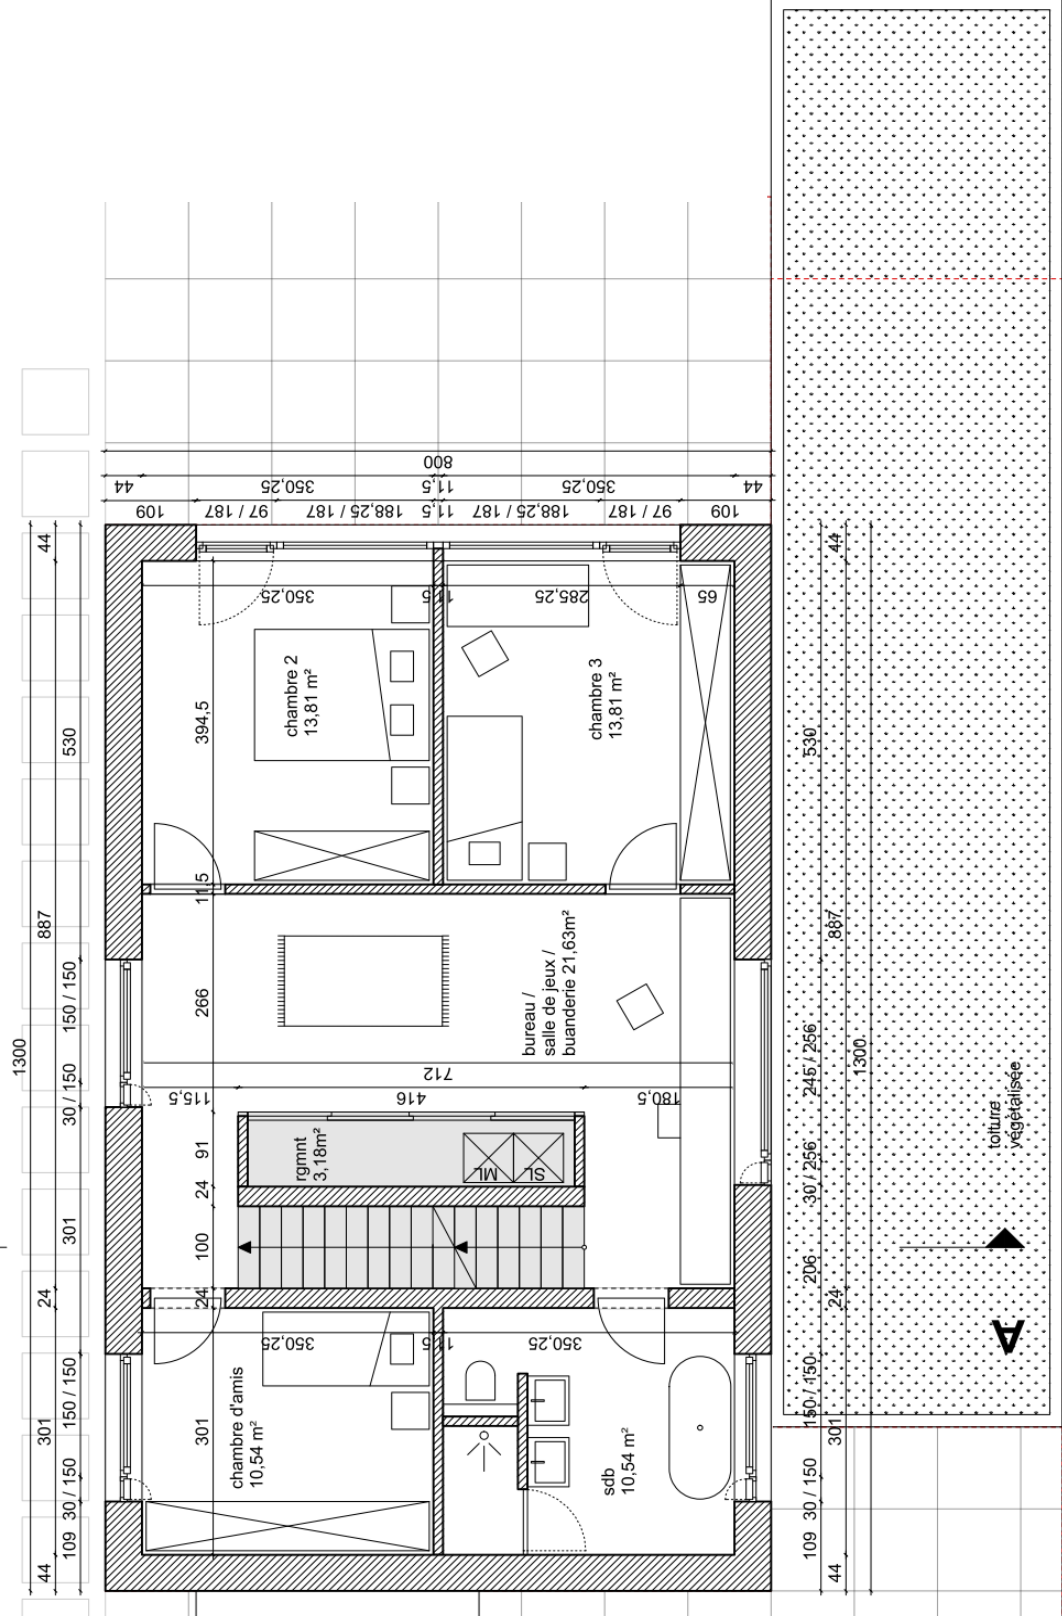 800
44
350,25
11,5
350,25
44
109
97 / 187
188,25 / 187
11,5
188,25 / 187
97 / 187
109
1300
44
887
24
301
44
530
150 / 150
30 / 150
301
150 / 150
30 / 150
109
350,25
11,5
285,25
65
394,5
11,5
266
91
24
100
24
301
chambre 2
13,81 m²
chambre 3
13,81 m²
bureau /
salle de jeux /
buanderie 21,63m²
712
115,5
416
180,5
rgmnt
3,18m²
ML
SL
350,25
11,5
350,25
chambre d'amis
10,54 m²
sdb
10,54 m²
530
245 / 256
30 / 256
206
150 / 150
30 / 150
109
44
887
24
301
44
1300
toiture
végétalisée
A